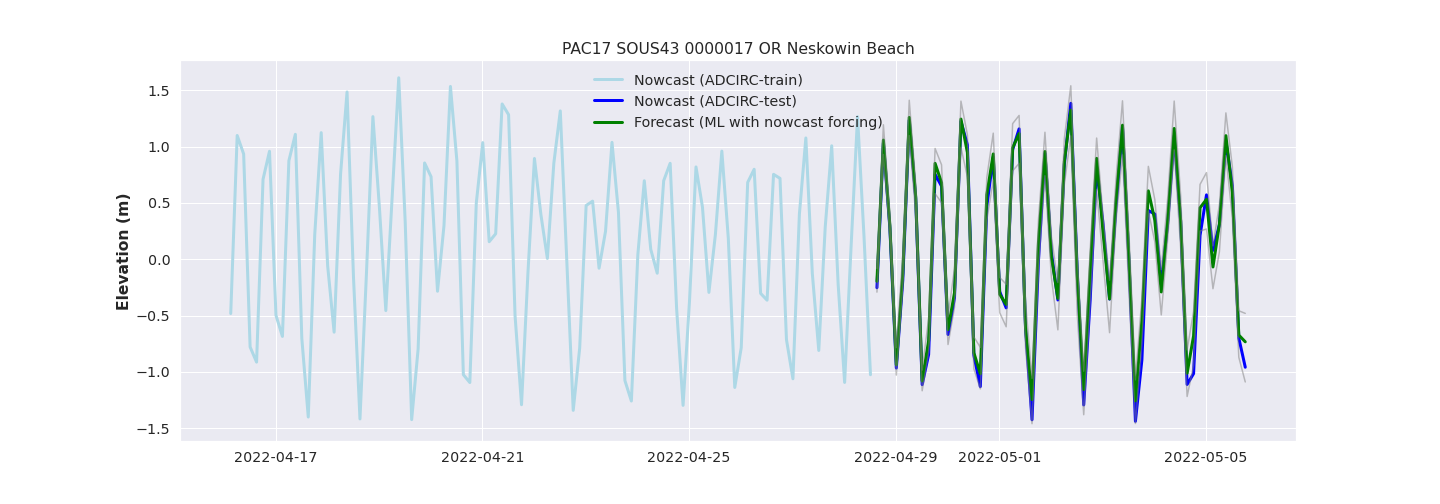 PAC17 SOUS43 0000017 OR Neskowin Beach
Elevation (m)
1.5
1.0
0.5
0.0
−0.5
−1.0
−1.5
Nowcast (ADCIRC-train)
Nowcast (ADCIRC-test)
Forecast (ML with nowcast forcing)
2022-04-17 2022-04-21 2022-04-25 2022-04-29 2022-05-01 2022-05-05